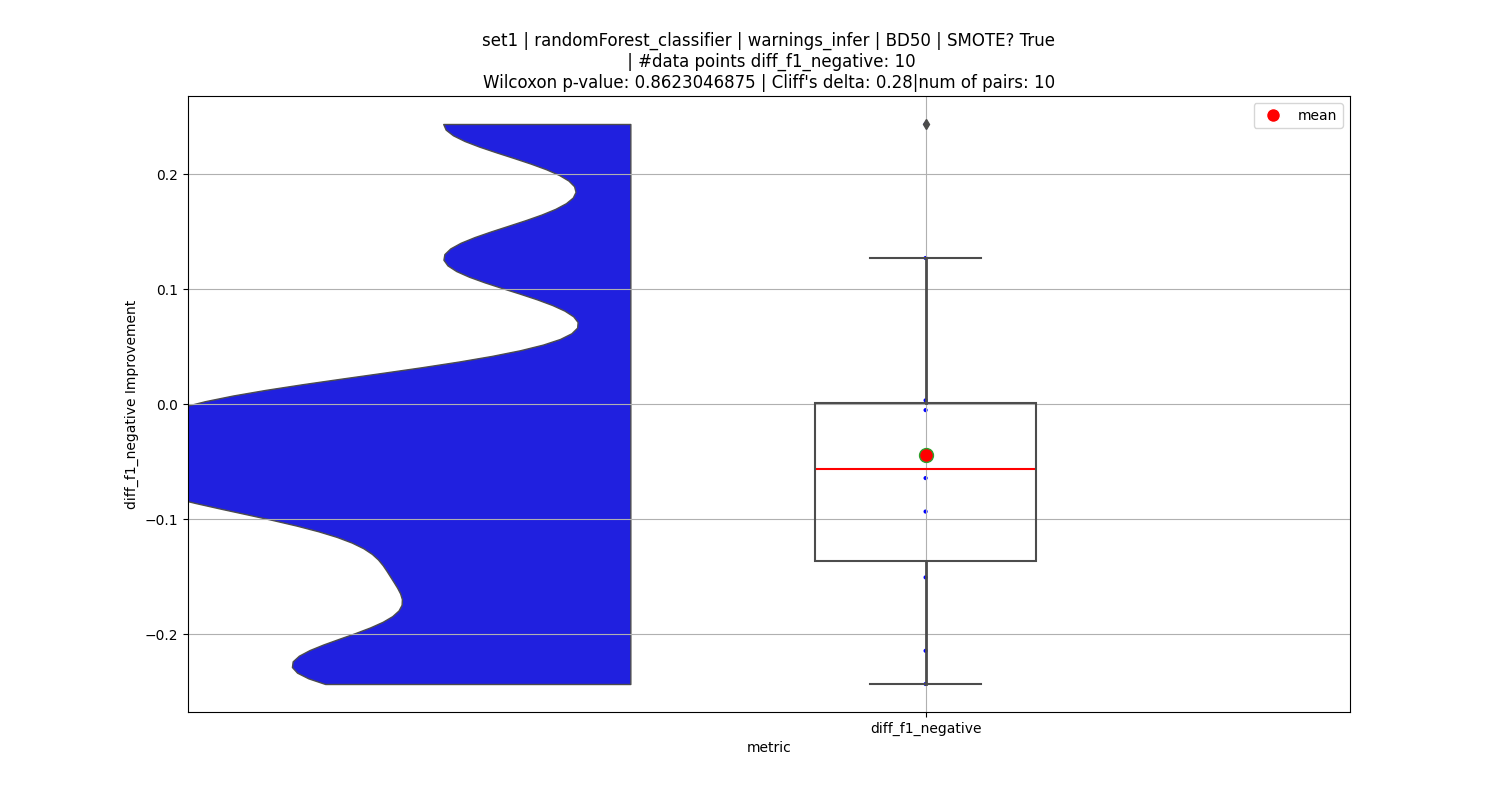 set1 | randomForest_classifier | warnings_infer | BD50 | SMOTE? True
| #data points diff_f1_negative: 10
Wilcoxon p-value: 0.8623046875 | Cliff's delta: 0.28|num of pairs: 10
mean
0.2
0.1
0.0
−0.1
−0.2
diff_f1_negative Improvement
diff_f1_negative
metric